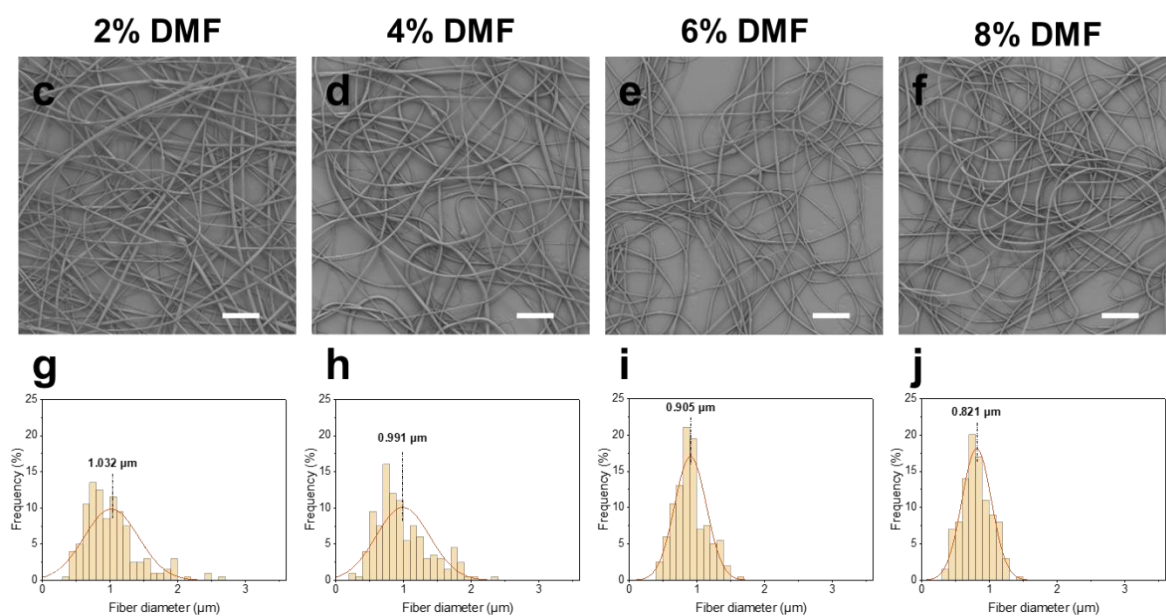 2% DMF
4% DMF
6% DMF
8% DMF
c
d
e
f
g
h
i
j
25
20
15
10
5
0
Frequency (%)
1.032 µm
0
1
2
3
Fiber diameter (µm)
25
20
15
10
5
0
Frequency (%)
0.991 µm
0
1
2
3
Fiber diameter (µm)
25
20
15
10
5
0
Frequency (%)
0.905 µm
0
1
2
3
Fiber diameter (µm)
25
20
15
10
5
0
Frequency (%)
0.821 µm
0
1
2
3
Fiber diameter (µm)